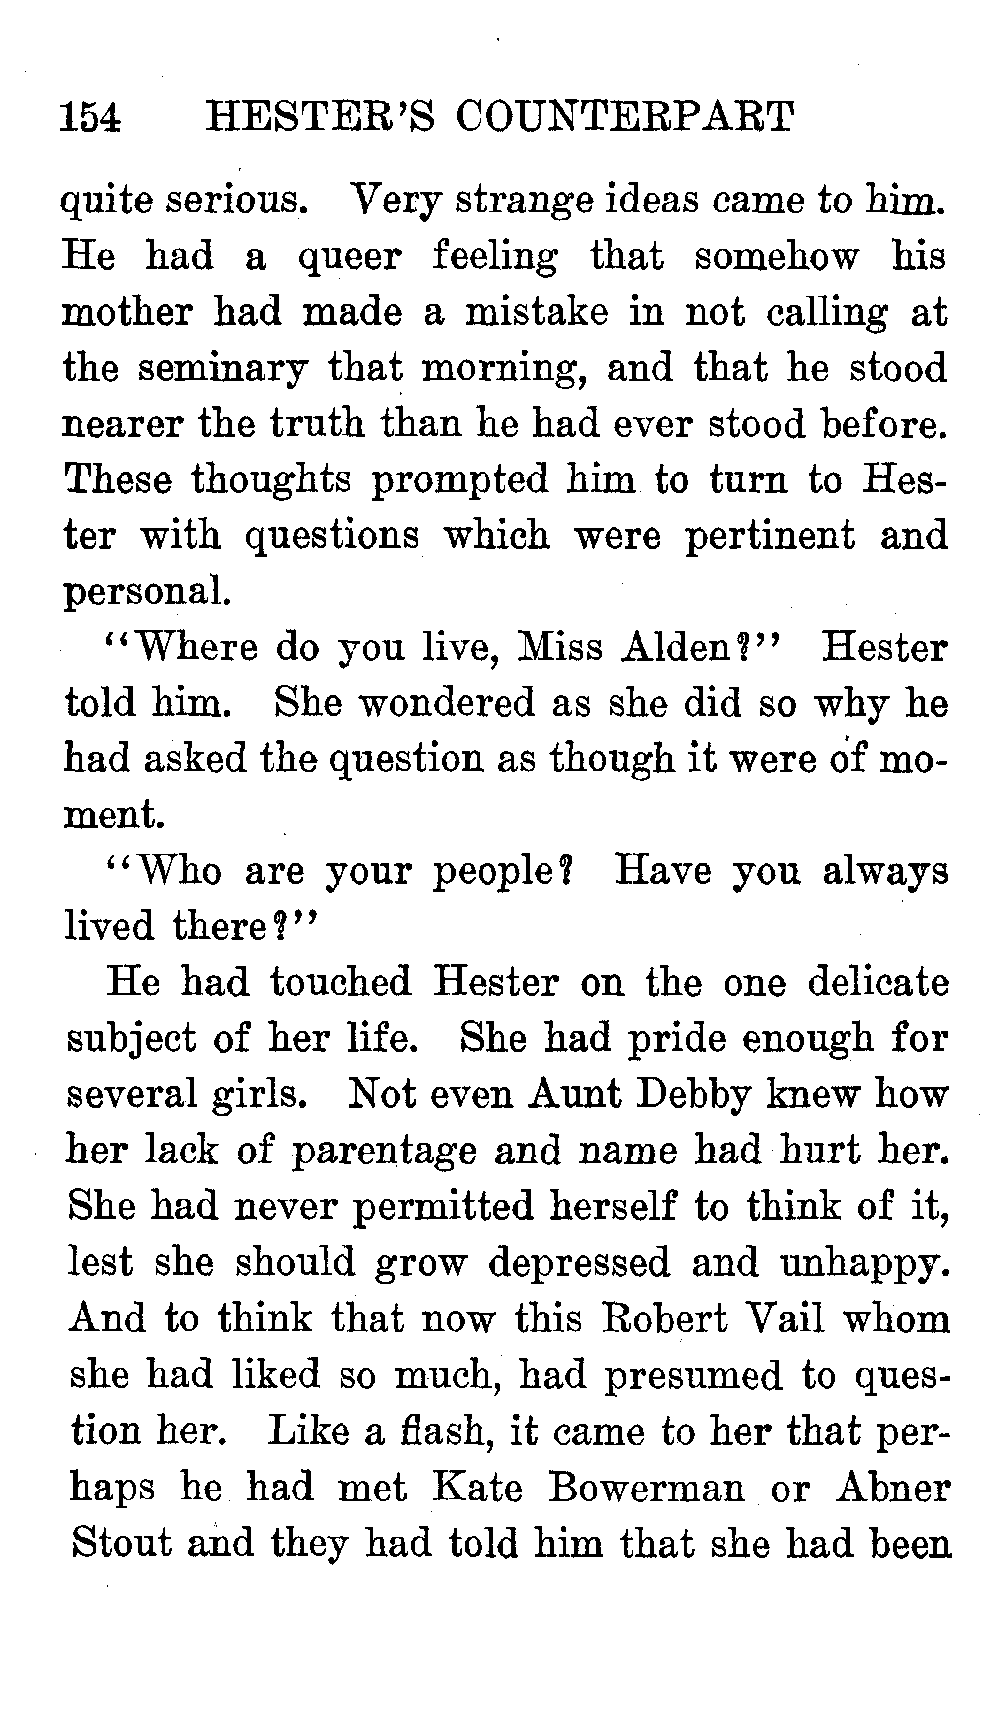 154 HESTER'S COUNTERPART
quite serious. Very strange ideas came to him.
He had a queer feeling that somehow his
mother had made a mistake in not calling at
the seminary that morning, and that he stood
nearer the truth than he had ever stood before.
These thoughts prompted him to turn to Hes-
ter with questions which were pertinent and
personal.
"Where do you live, Miss Alden?" Hester
told him. She wondered as she did so why he
had asked the question as though it were of mo-
ment.
"Who are your people? Have you always
lived there?"
He had touched Hester on the one delicate
subject of her life. She had pride enough for
several girls. Not even Aunt Debby knew how
her lack of parentage and name had hurt her.
She had never permitted herself to think of it,
lest she should grow depressed and unhappy.
And to think that now this Robert Vail whom
she had liked so much, had presumed to ques-
tion her. Like a flash, it came to her that per-
haps he had met Kate Bowerman or Abner
Stout and they had told him that she had been